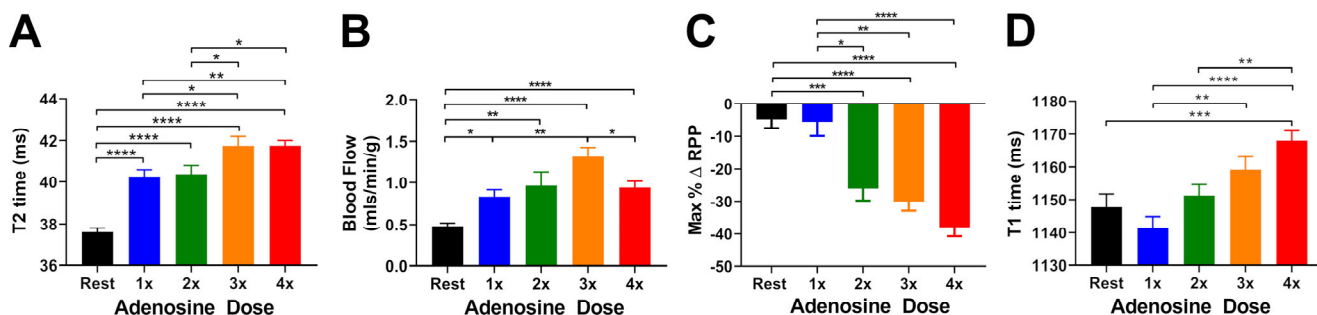 A
T2 time (ms)
44
42
40
38
36
****
****
****
*
**
*
*
Rest 1x 2x 3x 4x
Adenosine Dose
B
Blood Flow
(mls/min/g)
2.0
1.5
1.0
0.5
0.0
*
**
*
**
****
****
Rest 1x 2x 3x 4x
Adenosine Dose
C
Max % Δ RPP
0
-10
-20
-30
-40
-50
****
**
*
****
****
***
Rest 1x 2x 3x 4x
Adenosine Dose
D
T1 time (ms)
1180
1170
1160
1150
1140
1130
**
****
**
***
Rest 1x 2x 3x 4x
Adenosine Dose